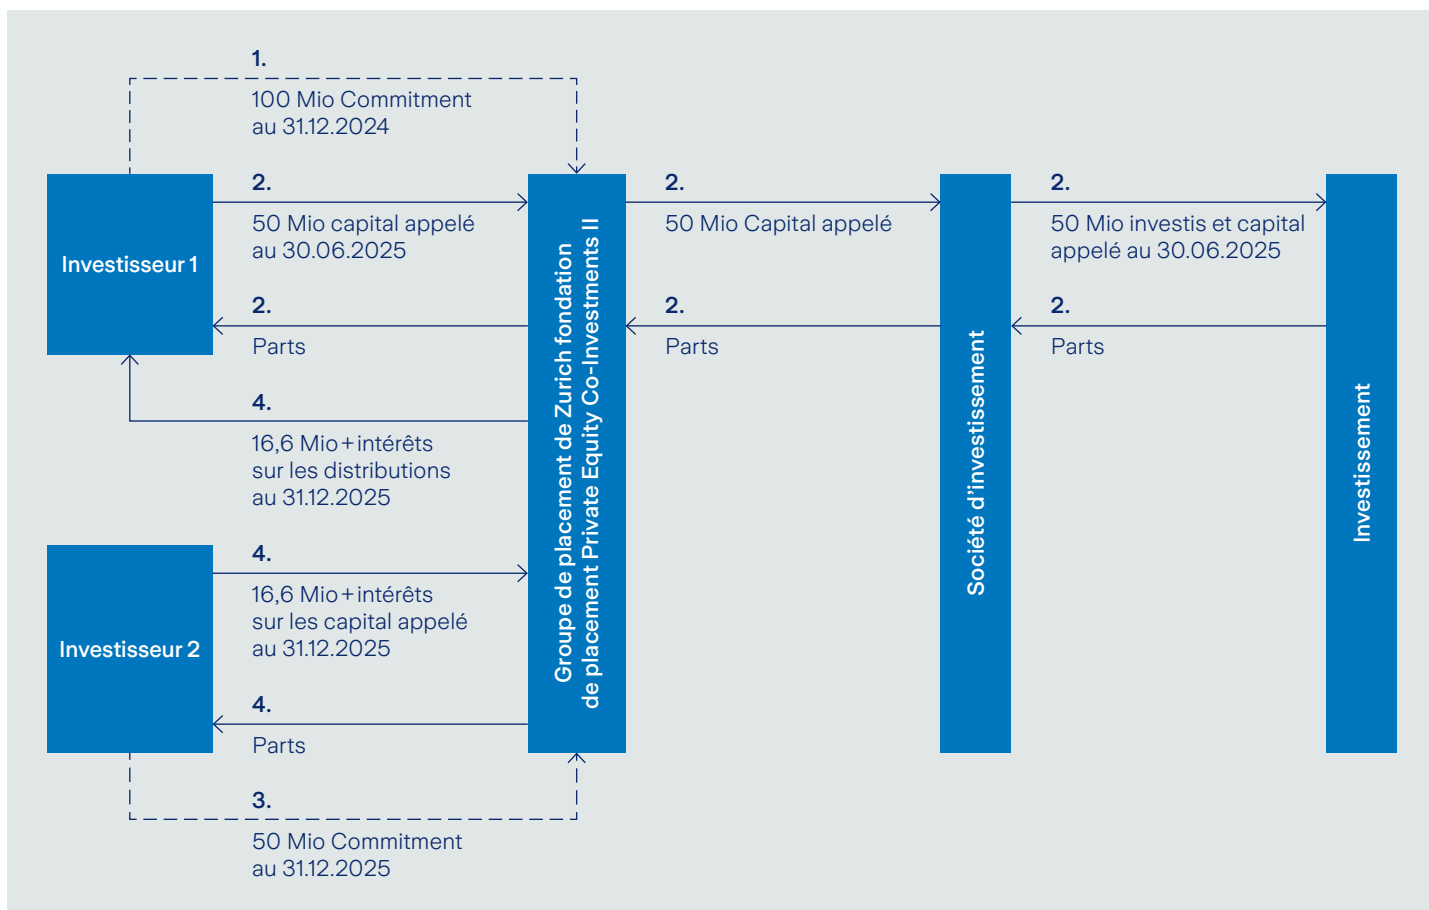 1.
100 Mio Commitment
au 31.12.2024
Investisseur 1
2.
50 Mio capital appelé
au 30.06.2025
2.
Parts
4.
16,6 Mio + intérêts
sur les distributions
au 31.12.2025
Investisseur 2
4.
16,6 Mio + intérêts
sur les capital appelé
au 31.12.2025
4.
Parts
3.
50 Mio Commitment
au 31.12.2025
Groupe de placement de Zurich fondation
de placement Private Equity Co-Investments II
2.
50 Mio Capital appelé
2.
Parts
Société d’investissement
2.
50 Mio investis et capital
appelé au 30.06.2025
2.
Parts
Investissement